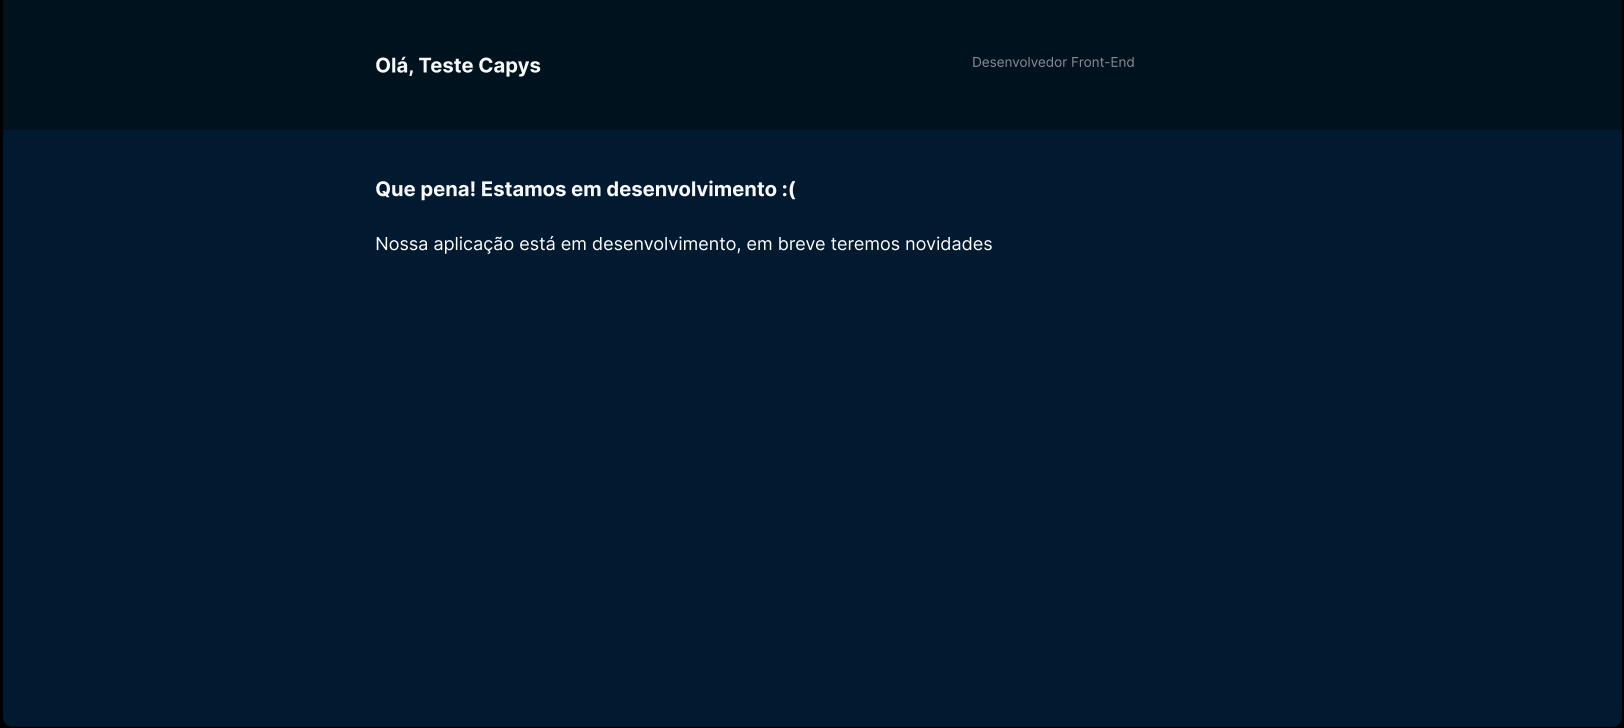 Olá, Teste Capys
Desenvolvedor Front-End
Que pena! Estamos em desenvolvimento :(
Nossa aplicação está em desenvolvimento, em breve teremos novidades